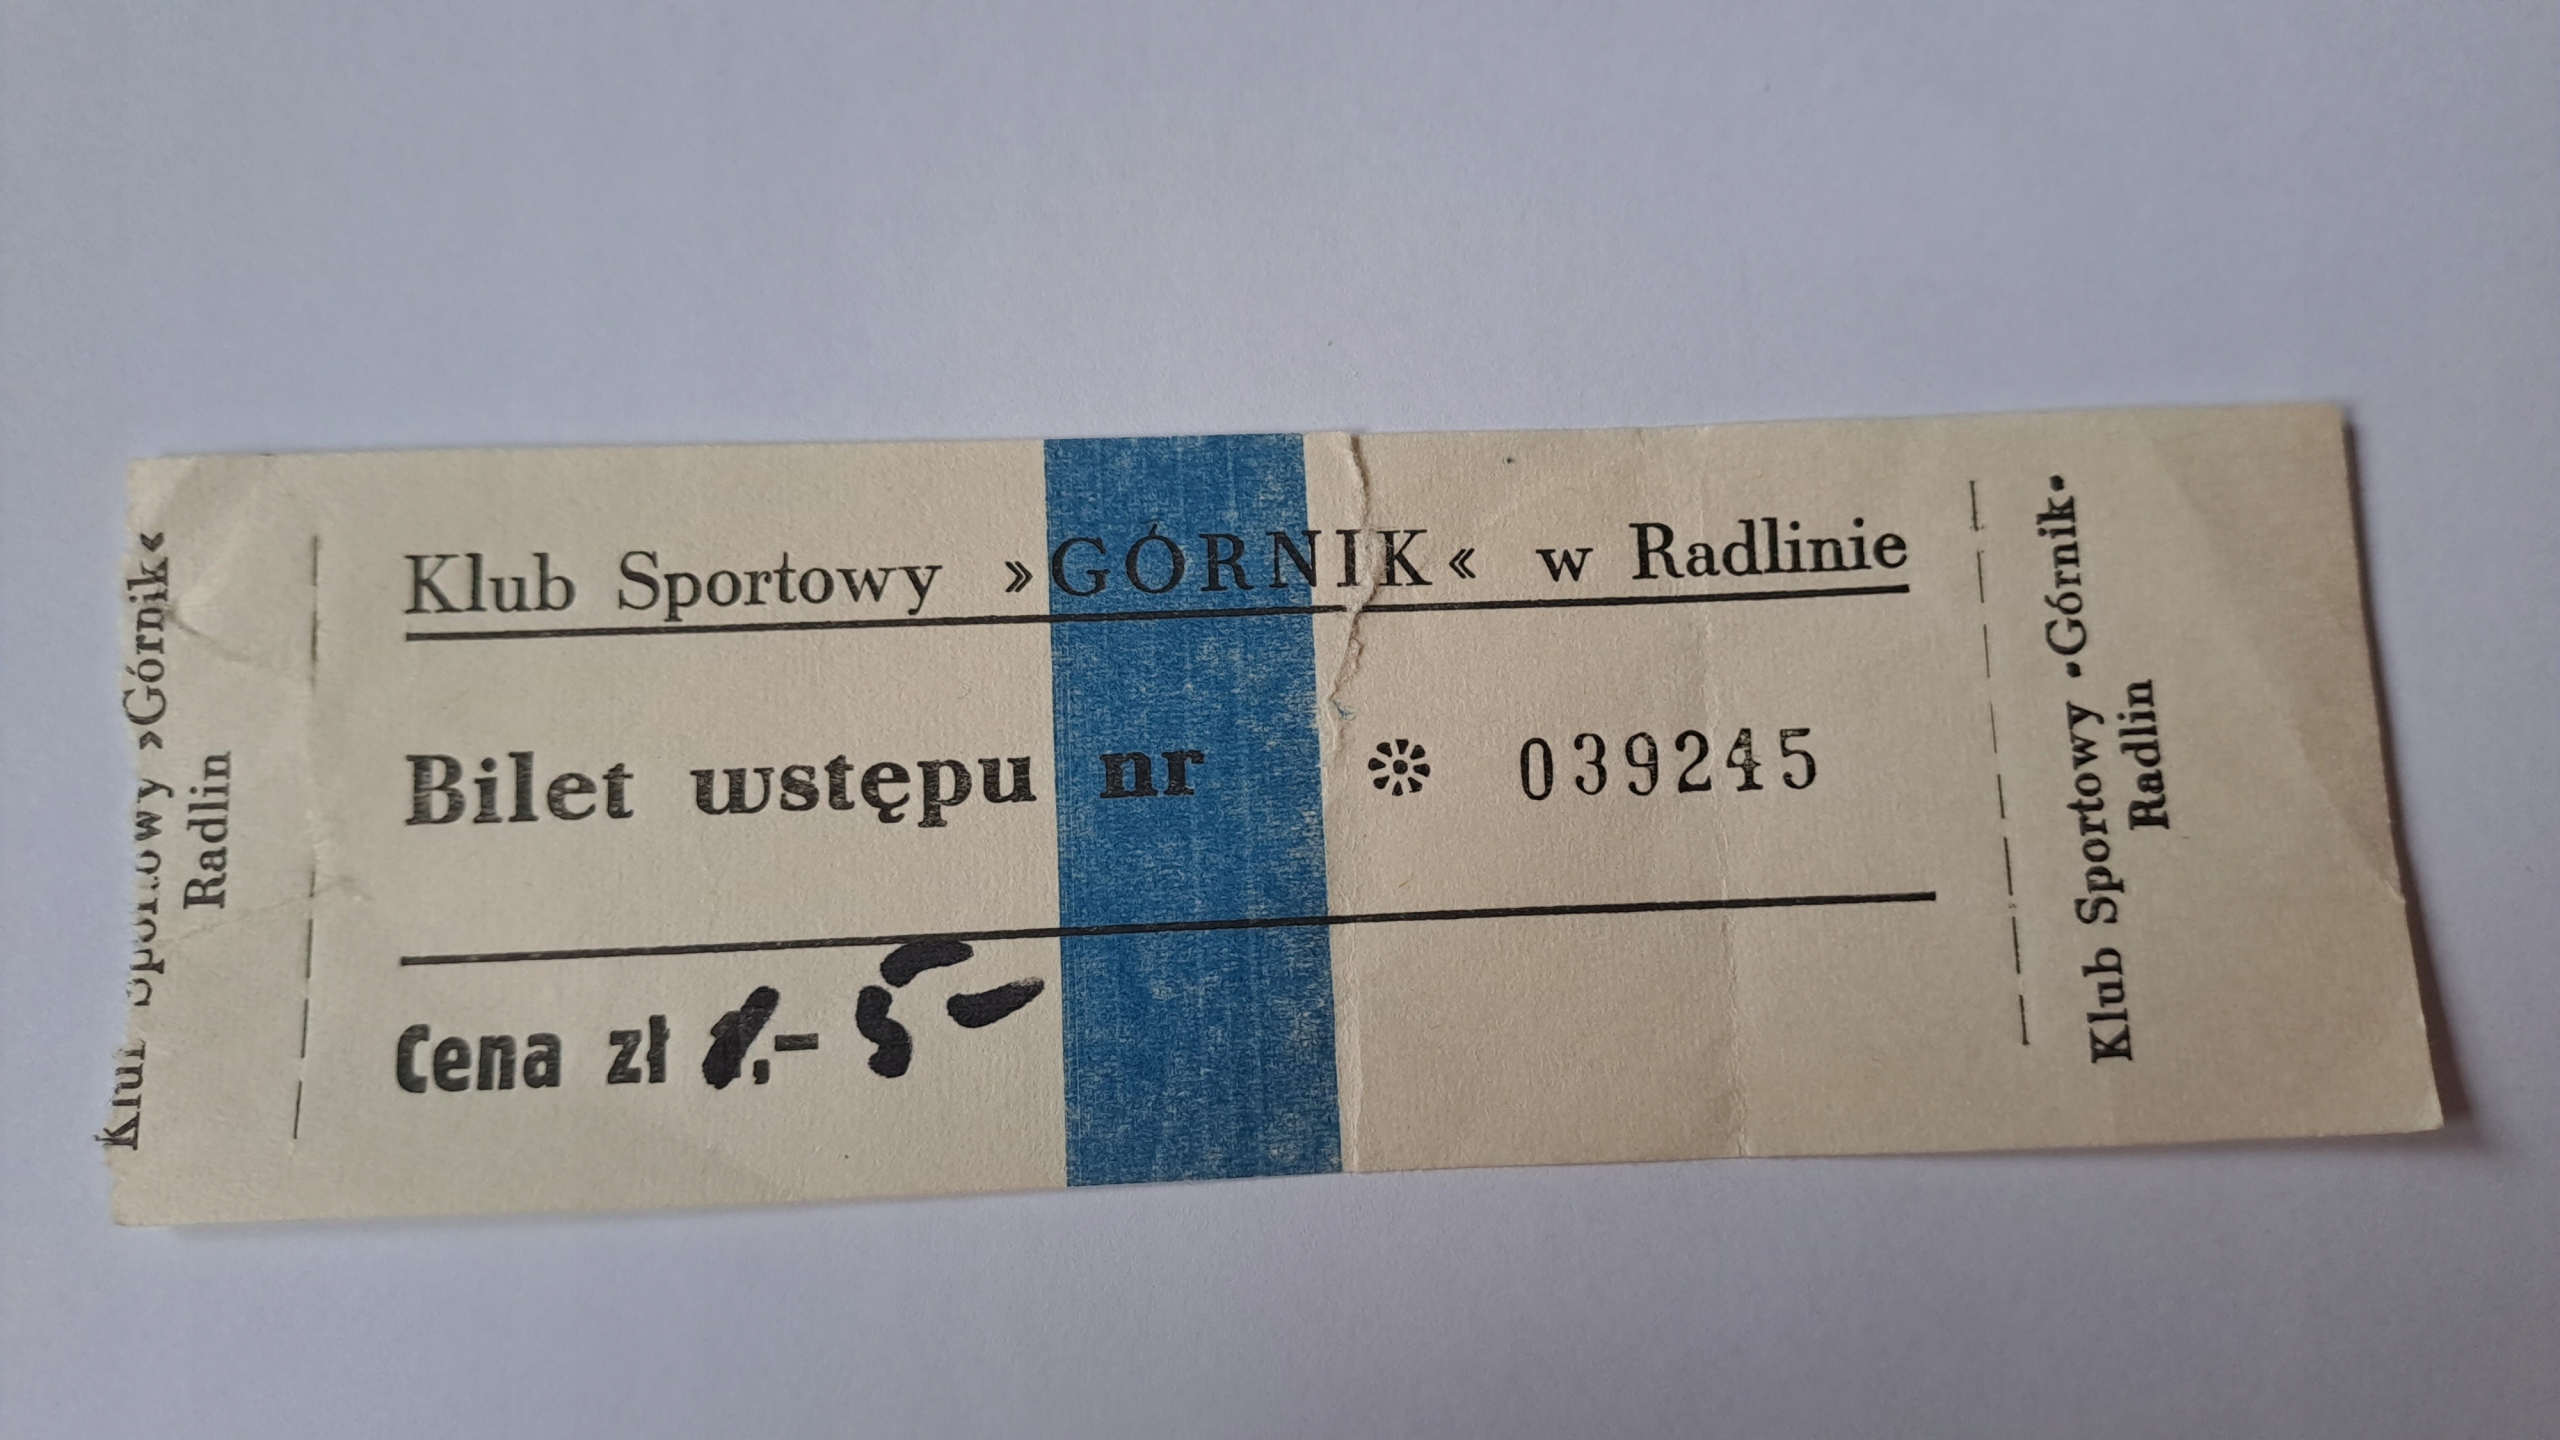 Klub Sportowy »Górnik«
Radlin
Klub Sportowy »GÓRNIK« w Radlinie
Bilet wstępu nr 039245
Cena zł 1,- 5-
Klub Sportowy »Górnik«
Radlin